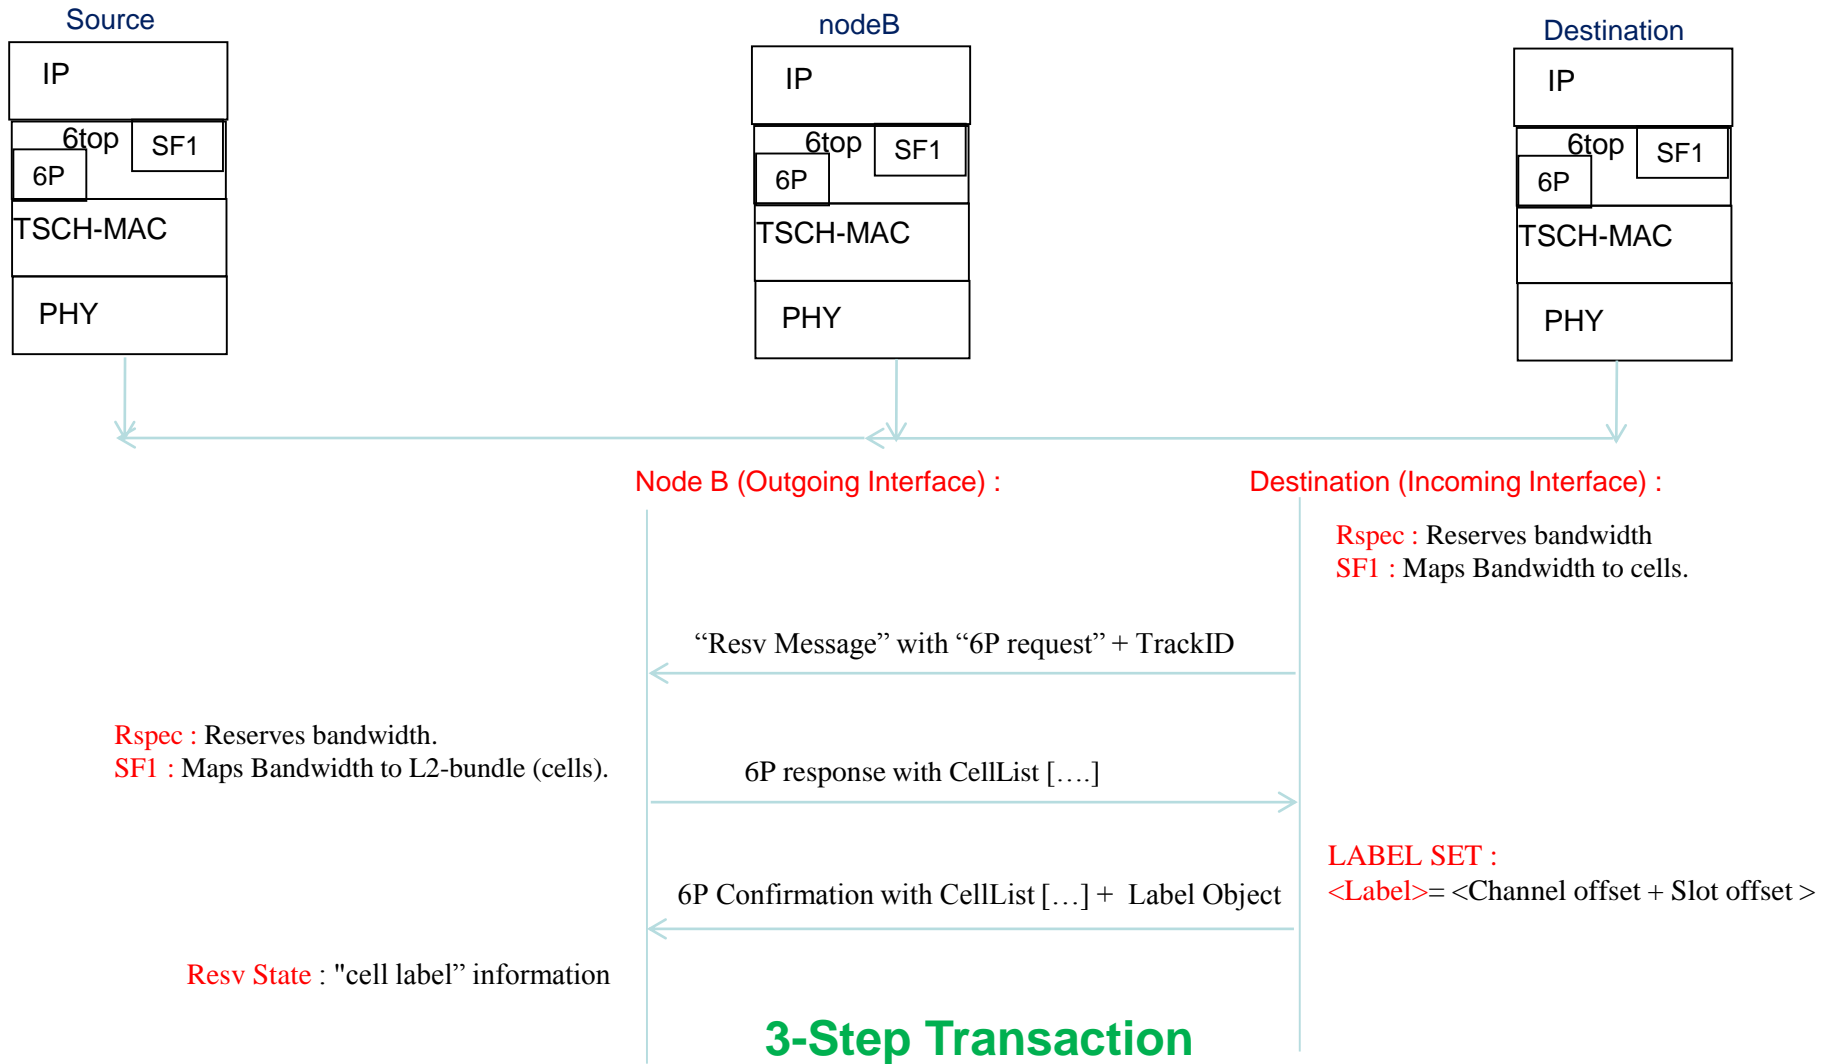 Source
nodeB
Destination
IP
6top
SF1
6P
TSCH-MAC
PHY
IP
6top
SF1
6P
TSCH-MAC
PHY
IP
6top
SF1
6P
TSCH-MAC
PHY
Node B (Outgoing Interface) :
Destination (Incoming Interface) :
Rspec : Reserves bandwidth
SF1 : Maps Bandwidth to cells.
“Resv Message” with “6P request” + TrackID
Rspec : Reserves bandwidth.
SF1 : Maps Bandwidth to L2-bundle (cells).
6P response with CellList [….]
LABEL SET :
<Label>= <Channel offset + Slot offset >
6P Confirmation with CellList […] + Label Object
Resv State : "cell label” information
3-Step Transaction